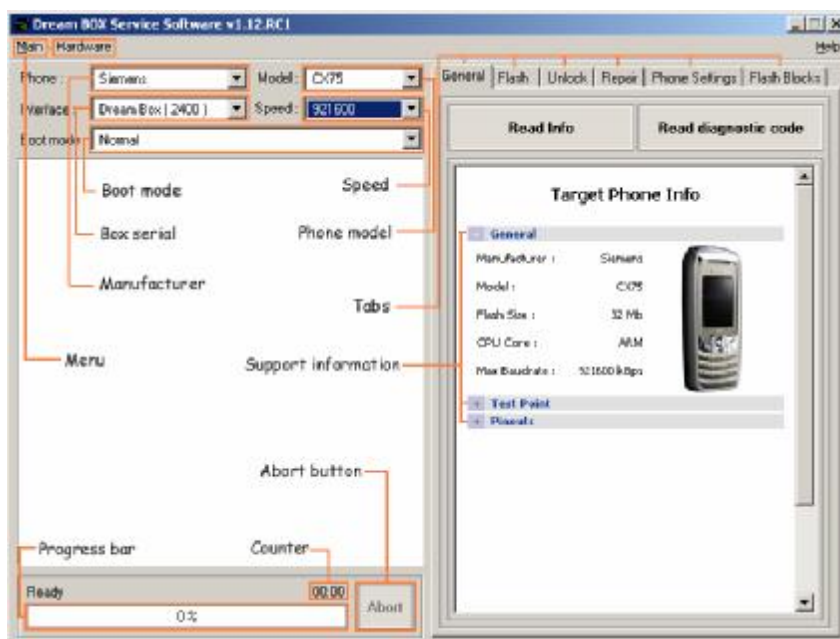 Dream BOX Service Software v1.12.RC1
Main Hardware
Help
Phone : Siemens Model : CX75
Interface : Dream Box ( 2400 ) Speed : 921600
Boot mode : Normal
General Flash Unlock Repair Phone Settings Flash Blocks
Read Info Read diagnostic code
Boot mode Speed
Box serial Phone model
Manufacturer
Tabs
Menu
Support information
Abort button
Progress bar Counter
Ready 00:00
0%
Abort
Target Phone Info
General
Manufacturer : Siemens
Model : CX75
Flash Size : 32 Mb
CPU Core : ARM
Max Baudrate : 921600 kBps
Test Point
Pinouts